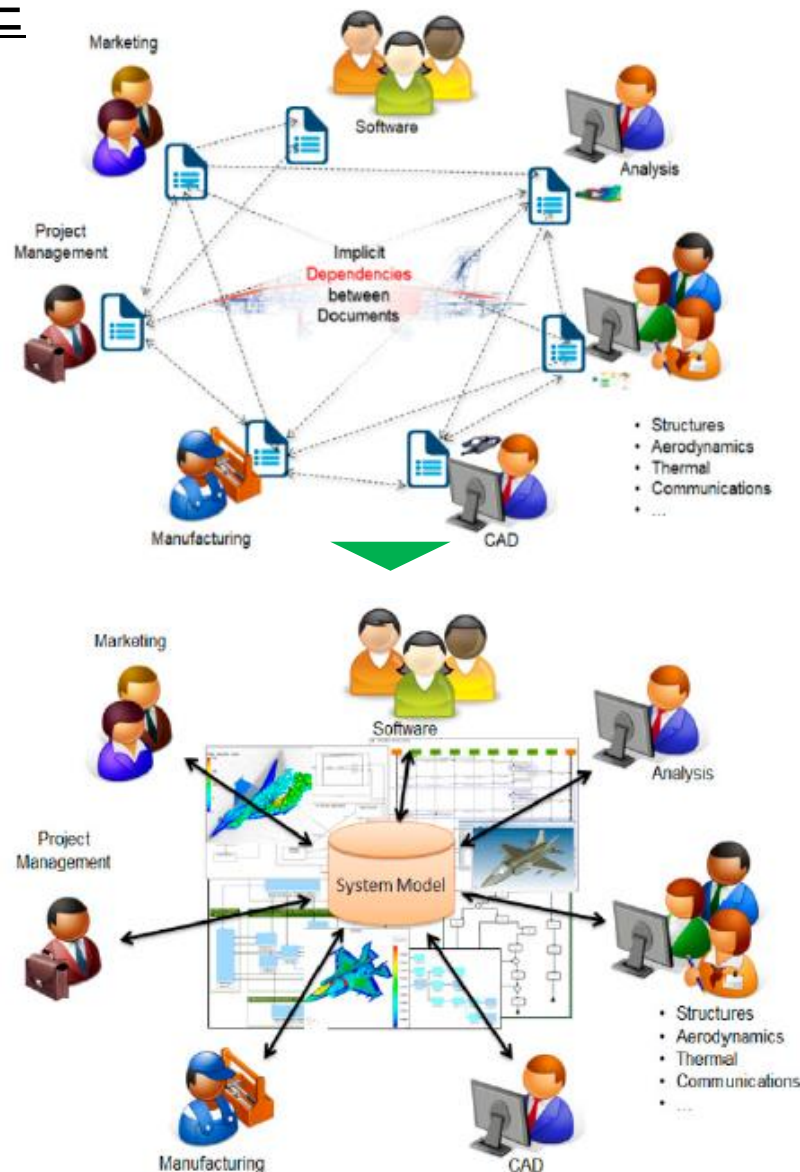 E
Marketing
Software
Analysis
Project
Management
Implicit
Dependencies
between
Documents
• Structures
• Aerodynamics
• Thermal
• Communications
• ...
Manufacturing
CAD
Marketing
Software
Analysis
Project
Management
System Model
• Structures
• Aerodynamics
• Thermal
• Communications
• ...
Manufacturing
CAD